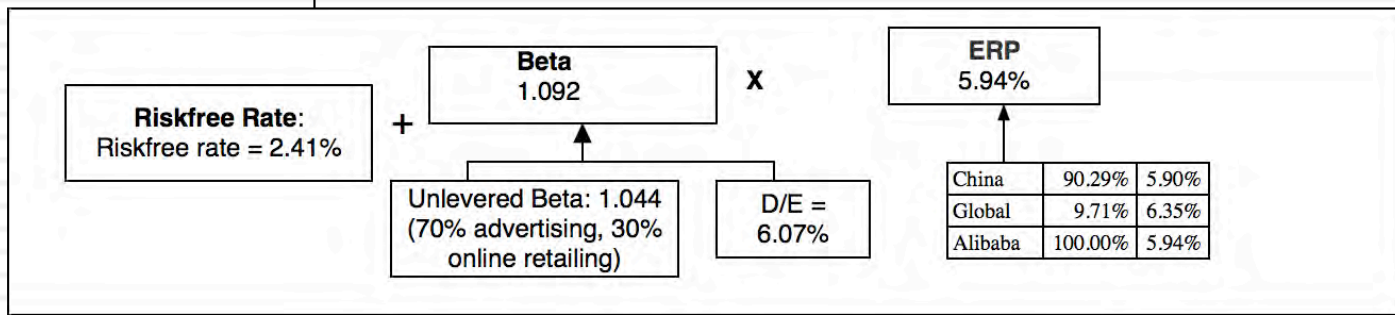 Riskfree Rate:
Riskfree rate = 2.41%
+
Beta
1.092
X
ERP
5.94%
Unlevered Beta: 1.044
(70% advertising, 30%
online retailing)
D/E =
6.07%
China 90.29% 5.90%
Global 9.71% 6.35%
Alibaba 100.00% 5.94%